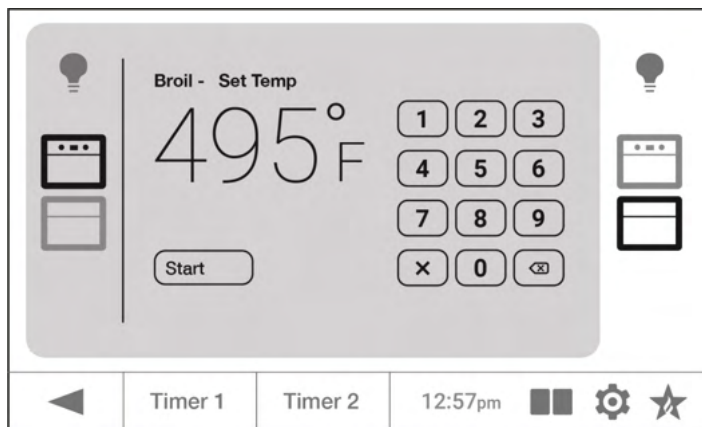 Broil - Set Temp
495°F
1 2 3
4 5 6
7 8 9
× 0
Start
Timer 1 Timer 2 12:57pm